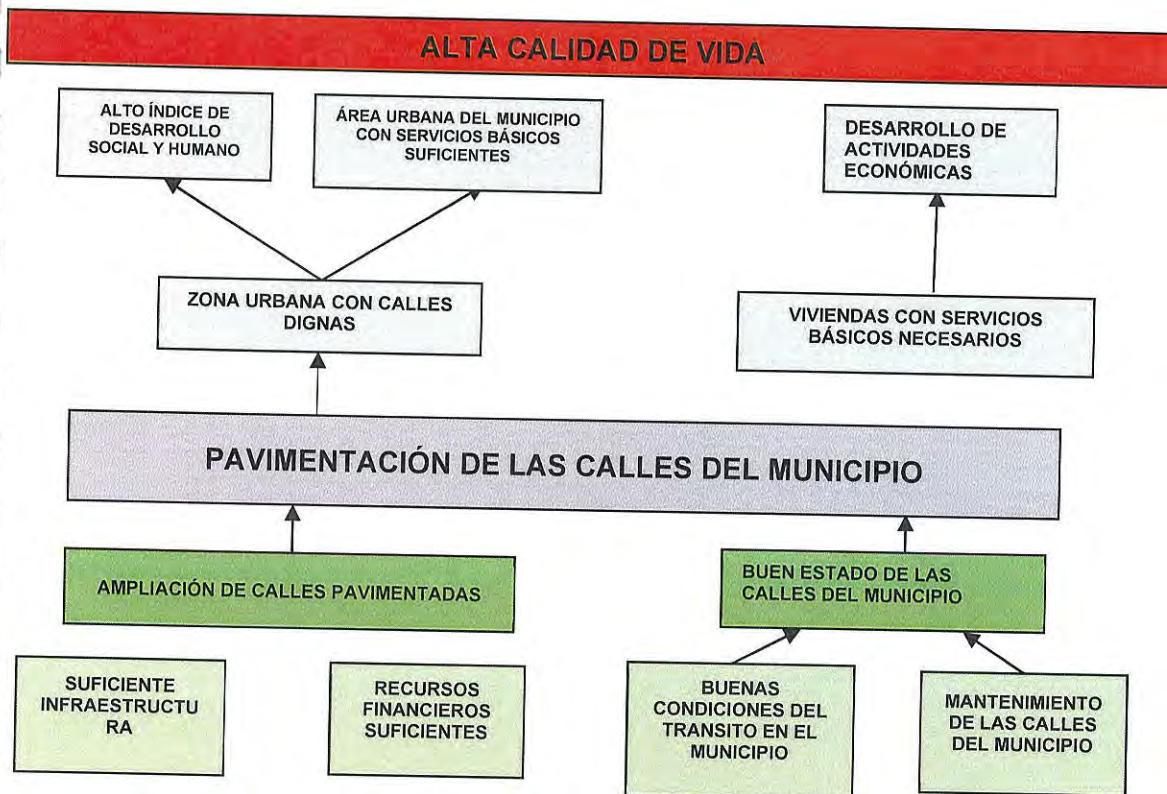 ALTA CALIDAD DE VIDA
ALTO ÍNDICE DE
DESARROLLO
SOCIAL Y HUMANO
ÁREA URBANA DEL MUNICIPIO
CON SERVICIOS BÁSICOS
SUFICIENTES
DESARROLLO DE
ACTIVIDADES
ECONÓMICAS
ZONA URBANA CON CALLES
DIGNAS
VIVIENDAS CON SERVICIOS
BÁSICOS NECESARIOS
PAVIMENTACIÓN DE LAS CALLES DEL MUNICIPIO
AMPLIACIÓN DE CALLES PAVIMENTADAS
BUEN ESTADO DE LAS
CALLES DEL MUNICIPIO
SUFICIENTE
INFRAESTRUCTU
RA
RECURSOS
FINANCIEROS
SUFICIENTES
BUENAS
CONDICIONES DEL
TRANSITO EN EL
MUNICIPIO
MANTENIMIENTO
DE LAS CALLES
DEL MUNICIPIO